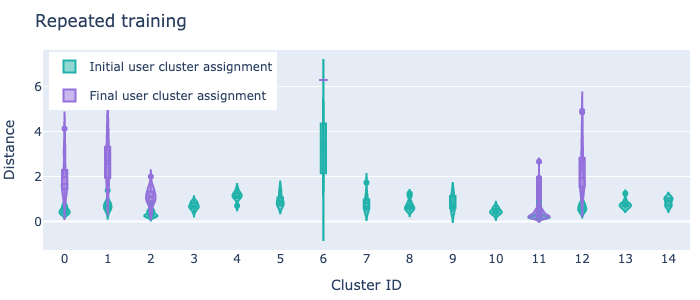 Repeated training
Initial user cluster assignment
Final user cluster assignment
6
4
2
0
Distance
0 1 2 3 4 5 6 7 8 9 10 11 12 13 14
Cluster ID